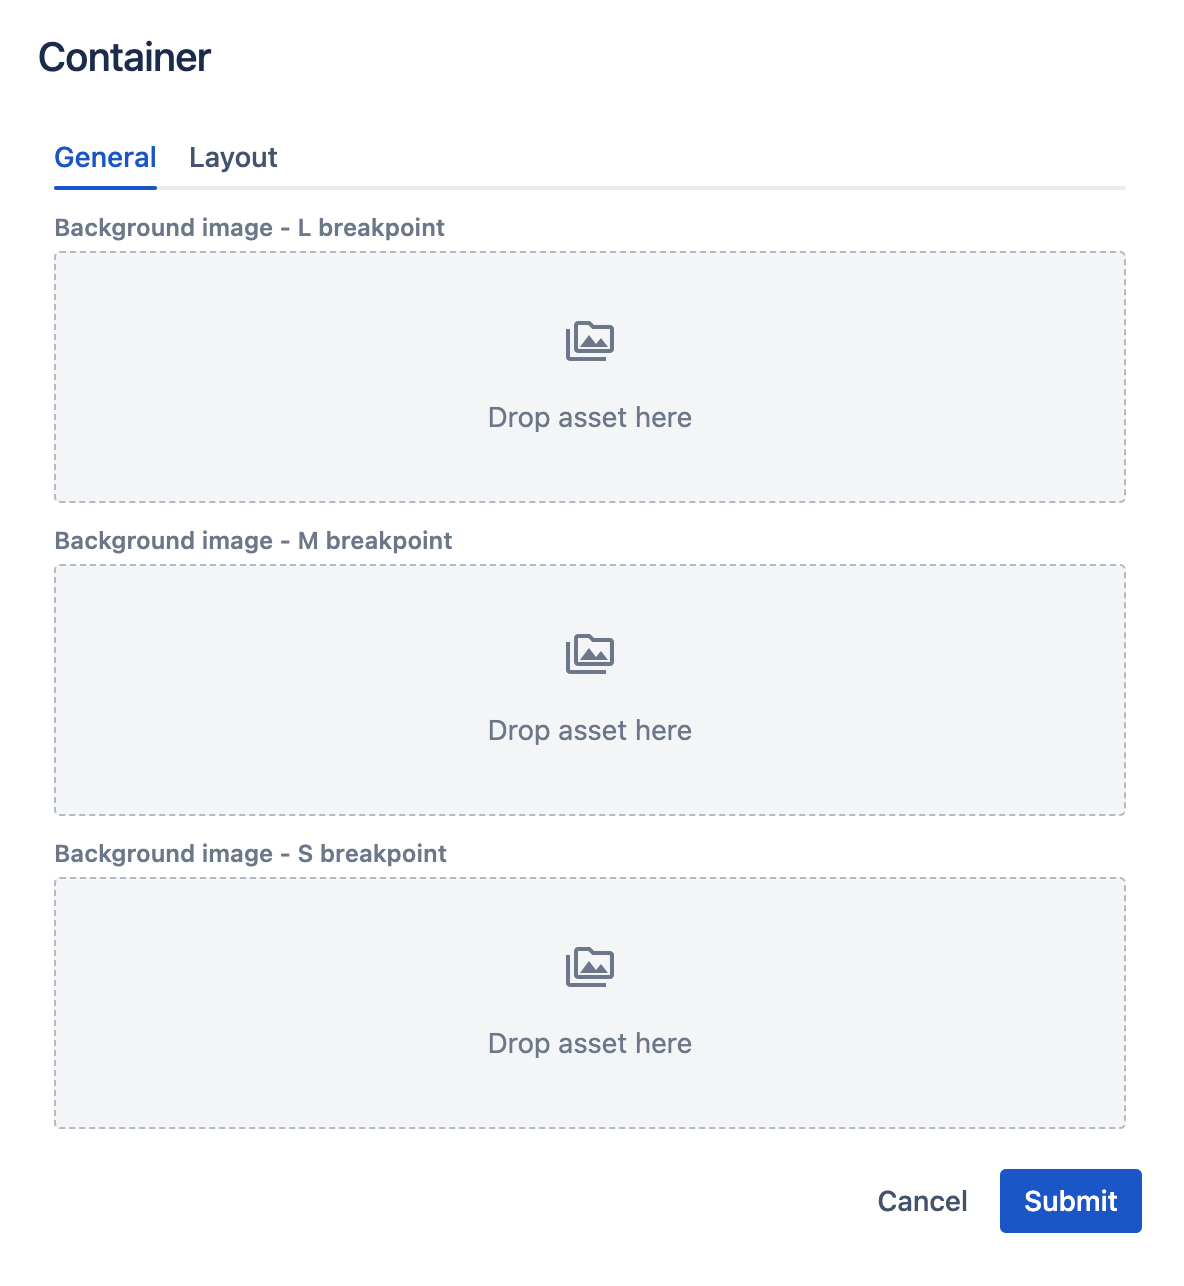 Container
General Layout
Background image - L breakpoint
Drop asset here
Background image - M breakpoint
Drop asset here
Background image - S breakpoint
Drop asset here
Cancel Submit